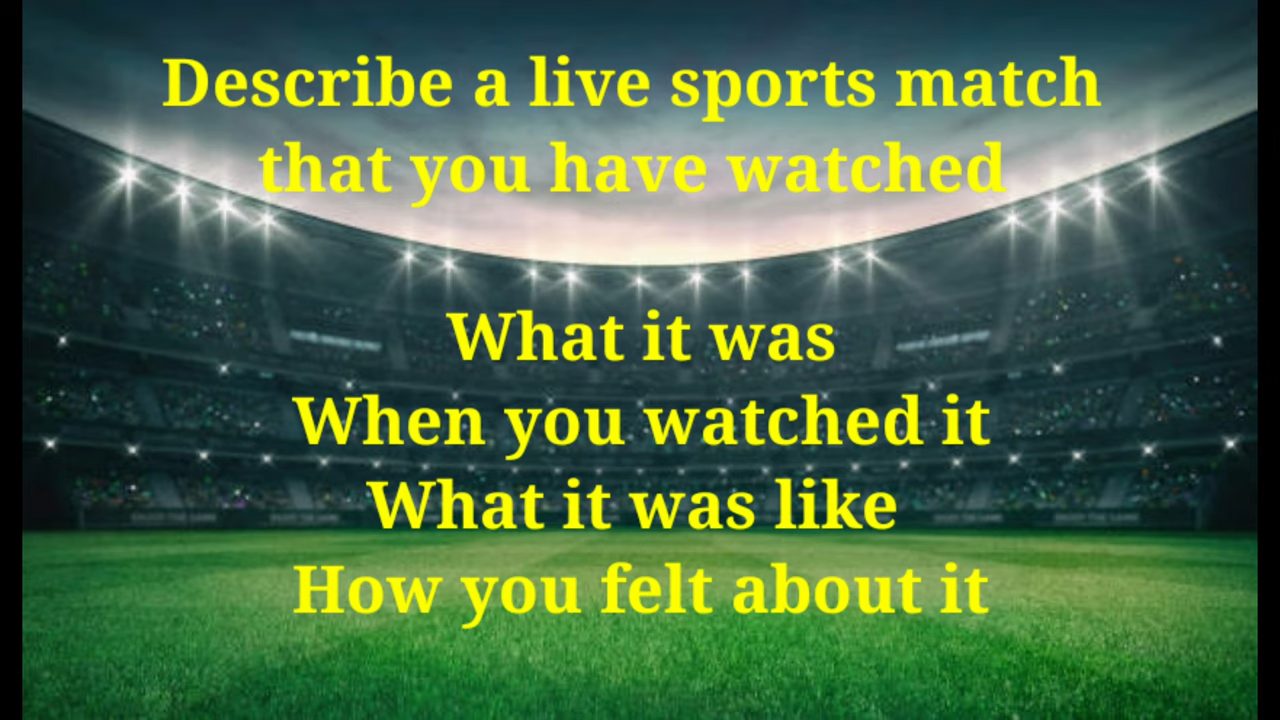 Describe a live sports match
that you have watched
What it was
When you watched it
What it was like
How you felt about it